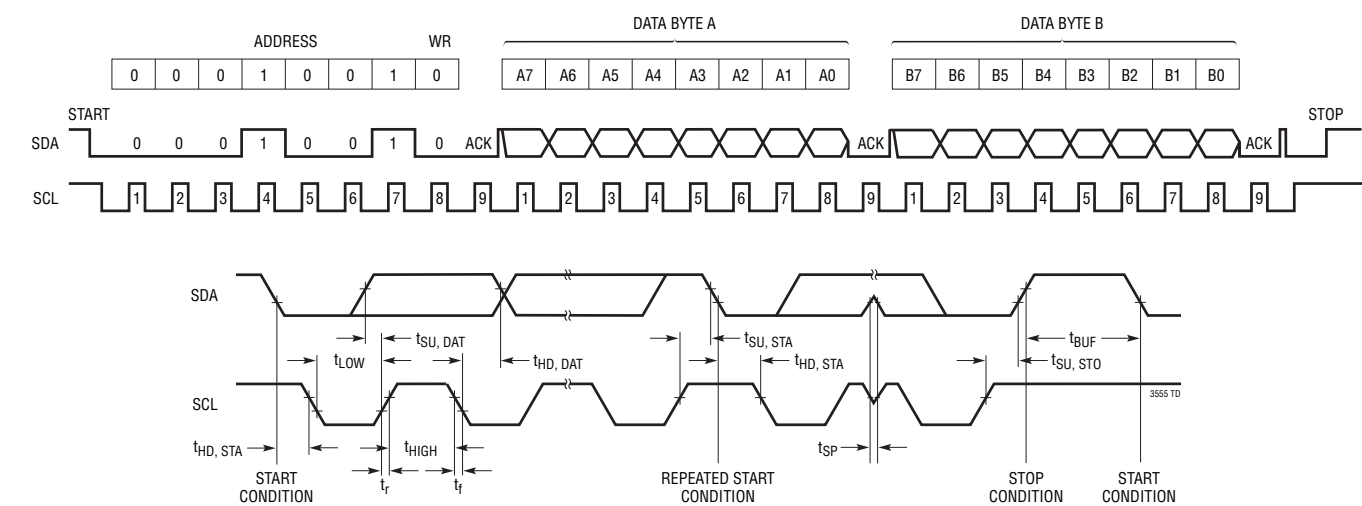 DATA BYTE A DATA BYTE B
ADDRESS WR
0 0 0 1 0 0 1 0 A7 A6 A5 A4 A3 A2 A1 A0 B7 B6 B5 B4 B3 B2 B1 B0
START STOP
SDA 0 0 0 1 0 0 1 0 ACK ACK ACK
SCL 1 2 3 4 5 6 7 8 9 1 2 3 4 5 6 7 8 9 1 2 3 4 5 6 7 8 9
SDA
tSU, DAT tSU, STA tBUF
tLOW tHD, DAT tHD, STA tSU, STO
SCL 3555 TD
tHD, STA tHIGH tSP
START CONDITION tr tf REPEATED START CONDITION STOP CONDITION START CONDITION